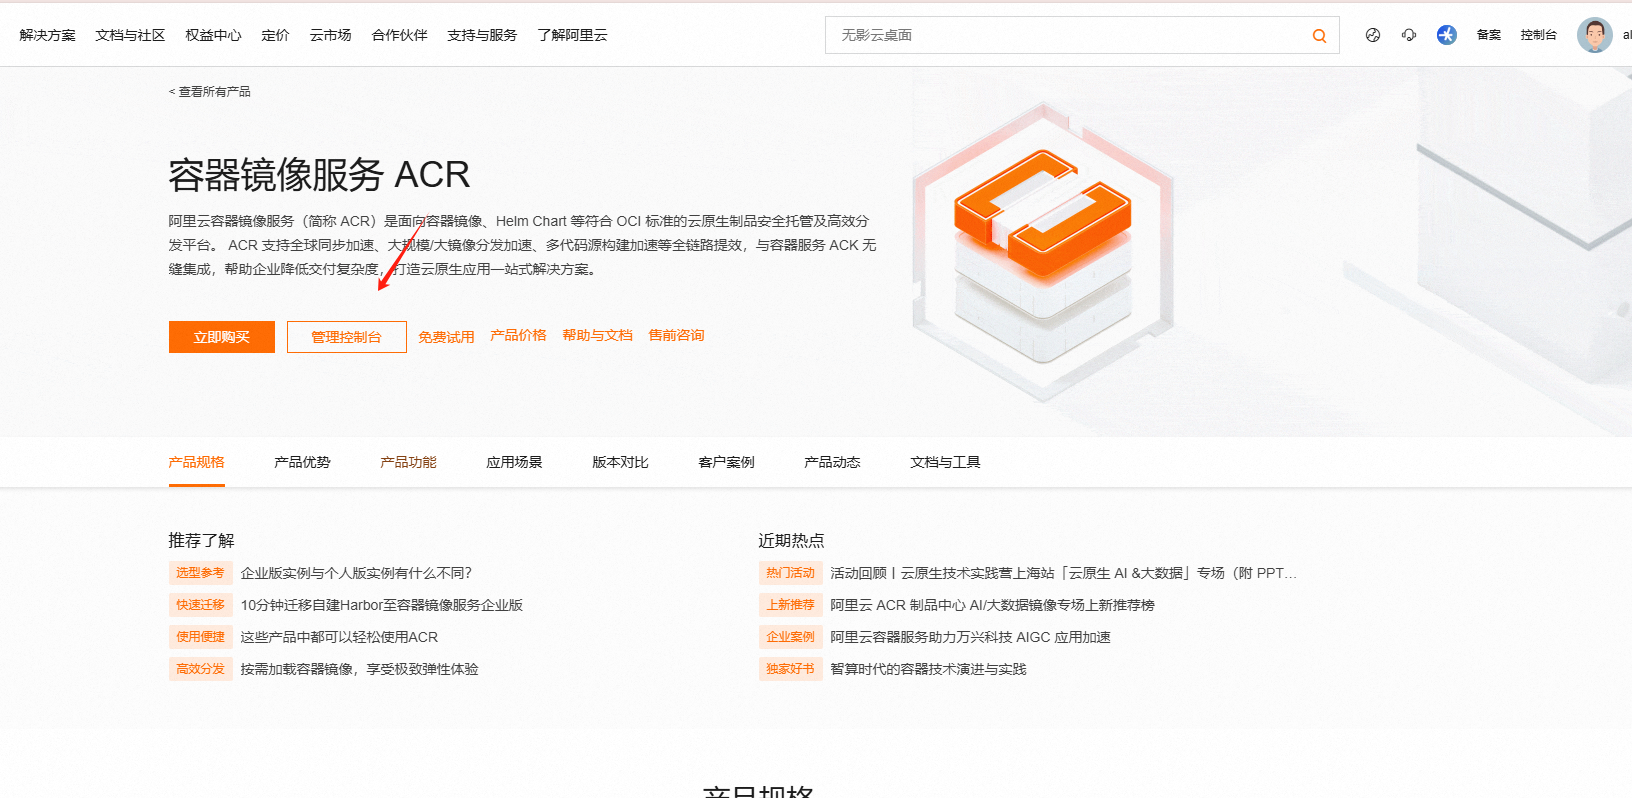 解决方案 文档与社区 权益中心 定价 云市场 合作伙伴 支持与服务 了解阿里云 无影云桌面 备案 控制台 al
< 查看所有产品
容器镜像服务 ACR
阿里云容器镜像服务（简称 ACR）是面向容器镜像、Helm Chart 等符合 OCI 标准的云原生制品安全托管及高效分
发平台。 ACR 支持全球同步加速、大规模/大镜像分发加速、多代码源构建加速等全链路提效，与容器服务 ACK 无
缝集成，帮助企业降低交付复杂度，打造云原生应用一站式解决方案。
立即购买 管理控制台 免费试用 产品价格 帮助与文档 售前咨询
产品规格 产品优势 产品功能 应用场景 版本对比 客户案例 产品动态 文档与工具
推荐了解
选型参考 企业版实例与个人版实例有什么不同？
快速迁移 10分钟迁移自建Harbor至容器镜像服务企业版
使用便捷 这些产品中都可以轻松使用ACR
高效分发 按需加载容器镜像，享受极致弹性体验
近期热点
热门活动 活动回顾丨云原生技术实践营上海站「云原生 AI &大数据」专场（附 PPT…
上新推荐 阿里云 ACR 制品中心 AI/大数据镜像专场上新推荐榜
企业案例 阿里云容器服务助力万兴科技 AIGC 应用加速
独家好书 智算时代的容器技术演进与实践
产品规格